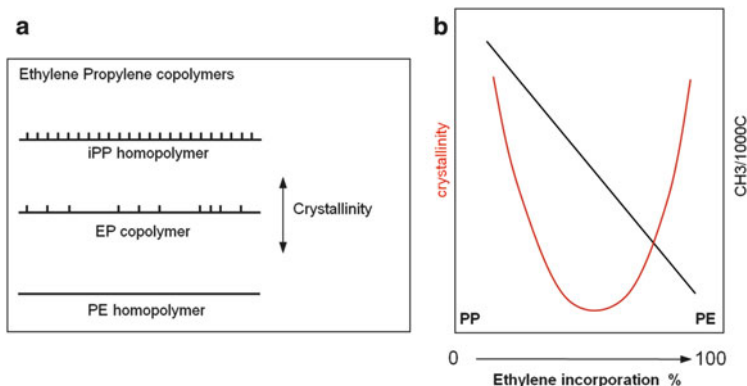 a
Ethylene Propylene copolymers
iPP homopolymer
Crystallinity
EP copolymer
PE homopolymer
b
crystallinity
CH3/1000C
PP
PE
0
100
Ethylene incorporation %